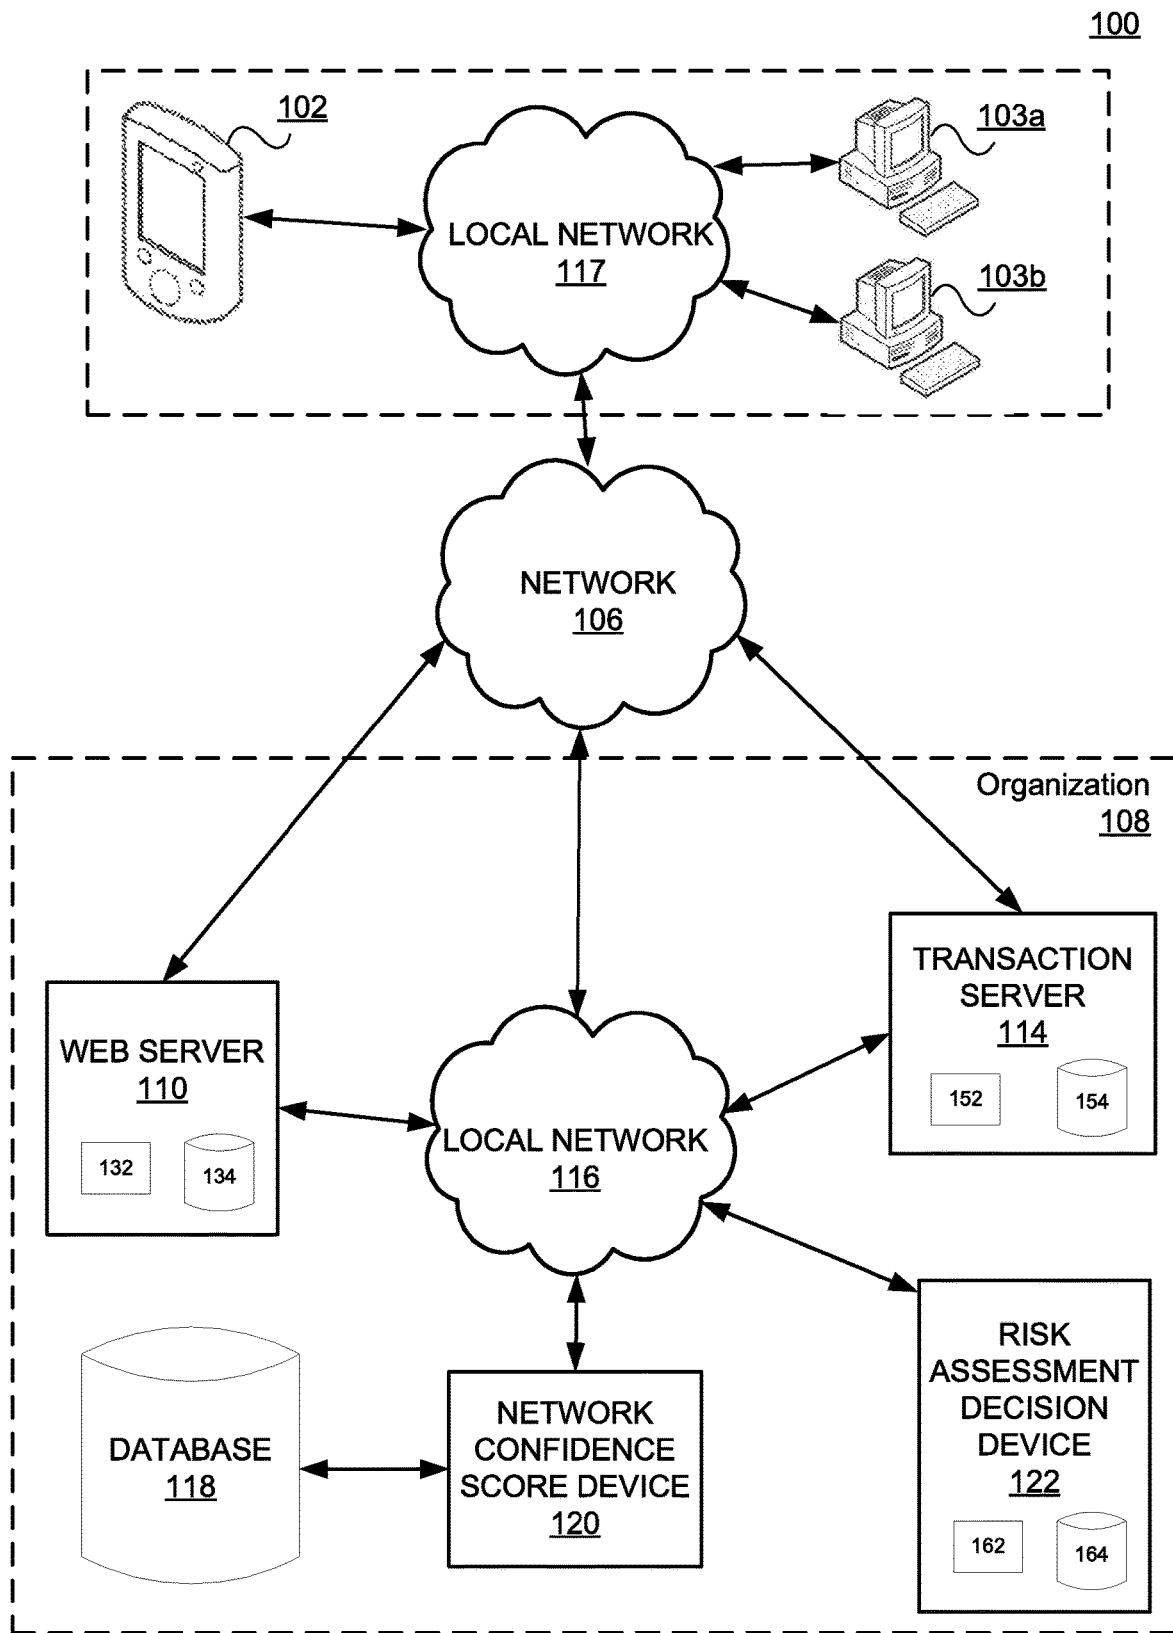 100
102
103a
LOCAL NETWORK
117
103b
NETWORK
106
Organization
108
TRANSACTION
SERVER
114
152
154
WEB SERVER
110
132
134
LOCAL NETWORK
116
RISK
ASSESSMENT
DECISION
DEVICE
122
162
164
NETWORK
CONFIDENCE
SCORE DEVICE
120
DATABASE
118